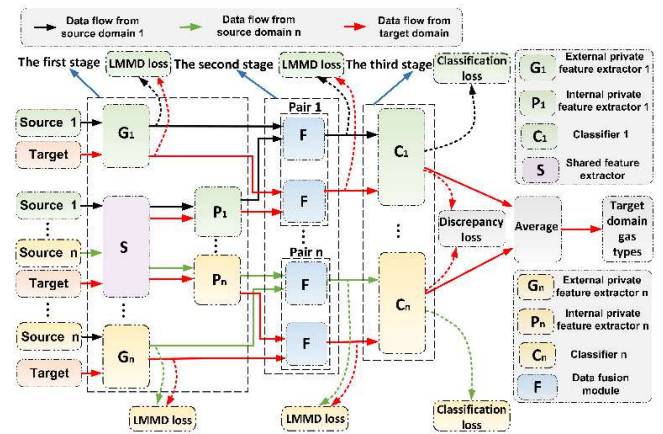 Data flow from
source domain 1
Data flow from
source domain n
Data flow from
target domain
The first stage
LMMD loss
The second stage
LMMD loss
The third stage
Classification
loss
Pair 1
Source 1
Target
G1
F
F
C1
Source 1
Source n
Target
S
P1
Pn
Pair n
F
F
Cn
Discrepancy
loss
Average
Target
domain
gas
types
Source n
Target
Gn
LMMD loss
LMMD loss
Classification
loss
G1
External private
feature extractor 1
P1
Internal private
feature extractor 1
C1
Classifier 1
S
Shared feature
extractor
Gn
External private
feature extractor n
Pn
Internal private
feature extractor n
Cn
Classifier n
F
Data fusion
module